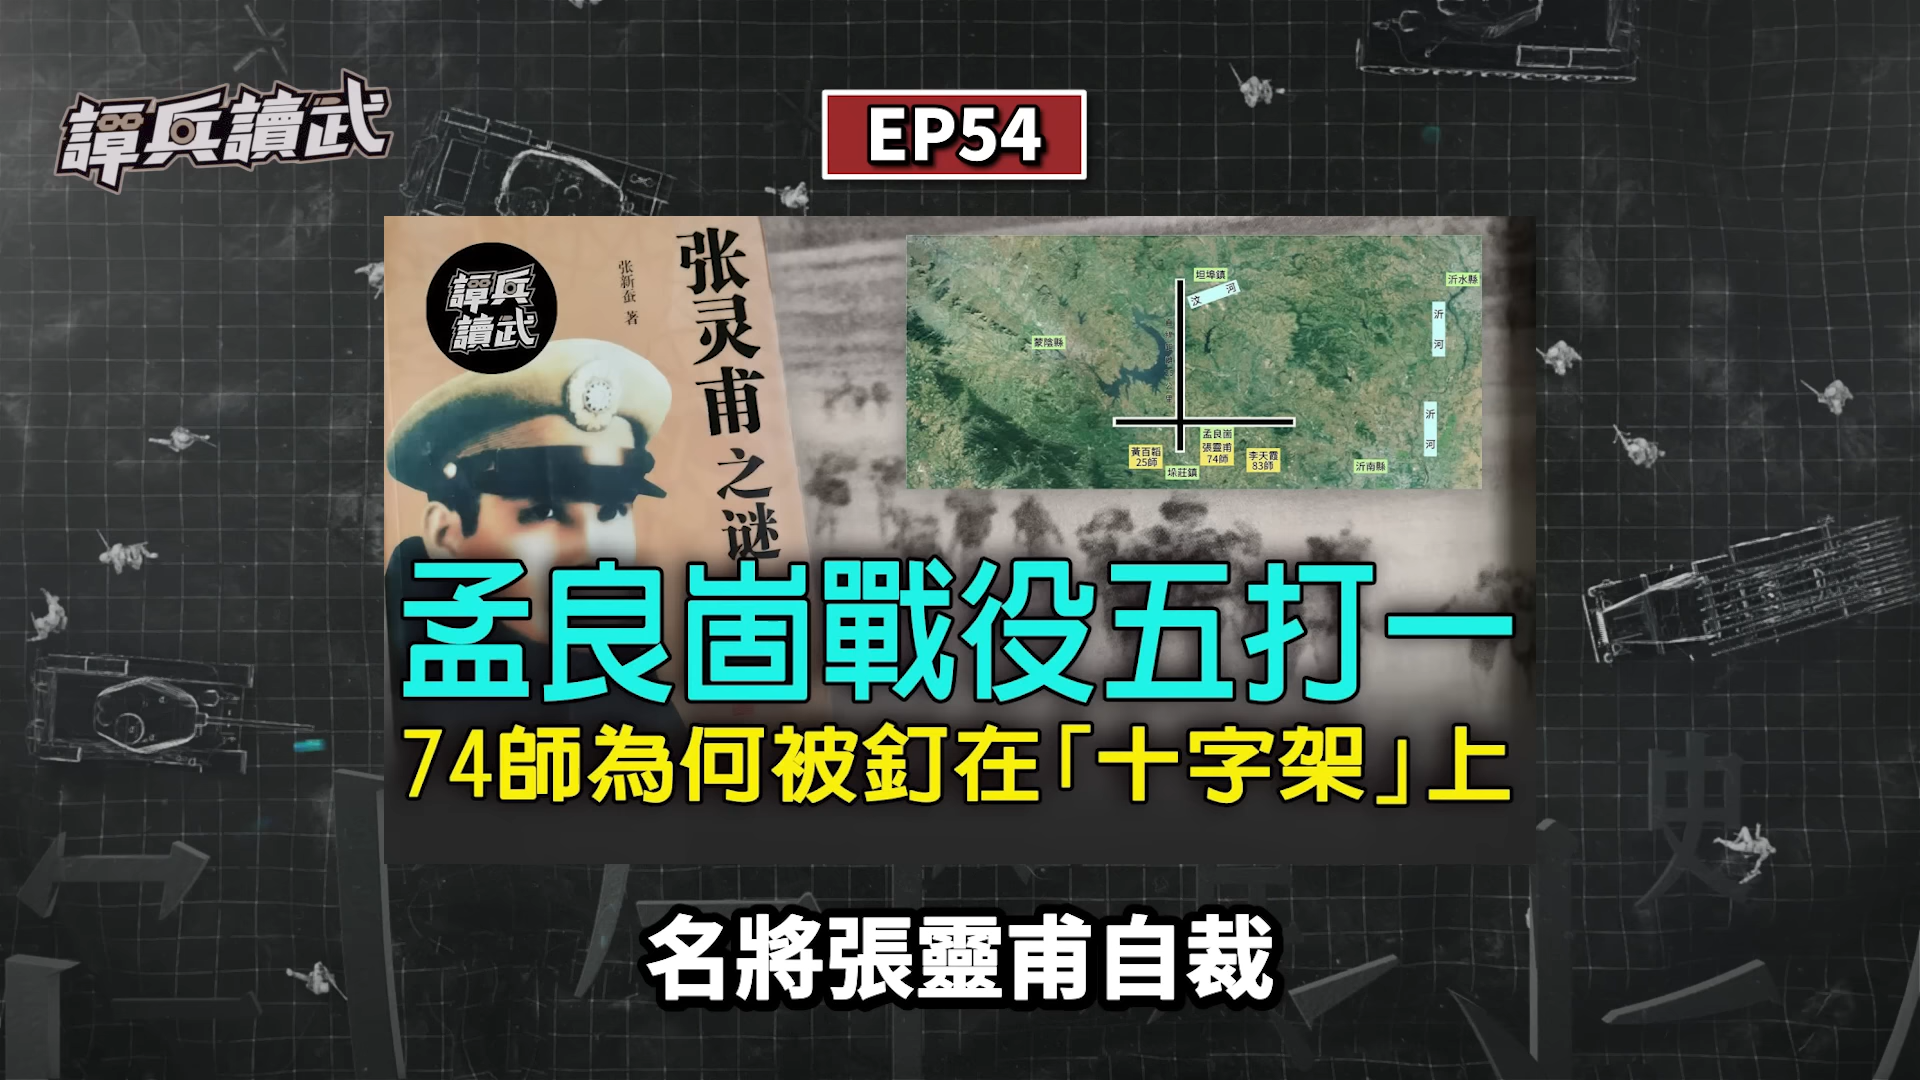 譚兵讀武
EP54
譚兵
讀武
张灵甫之谜
张新蚕 著
坦埠鎮
汶河
沂水縣
沂河
蒙陰縣
沂河
孟良崮
張靈甫
74師
黃百韜
25師
李天霞
83師
垛莊鎮
沂南縣
孟良崮戰役五打一
74師為何被釘在「十字架」上
史
名將張靈甫自裁